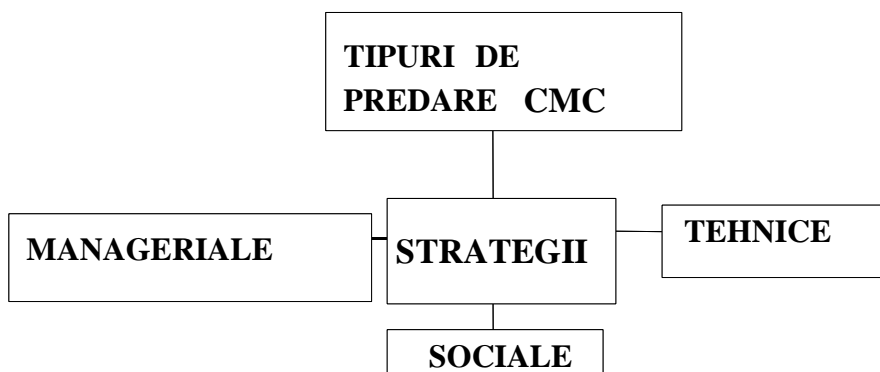 TIPURI DE
PREDARE CMC
MANAGERIALE
STRATEGII
TEHNICE
SOCIALE